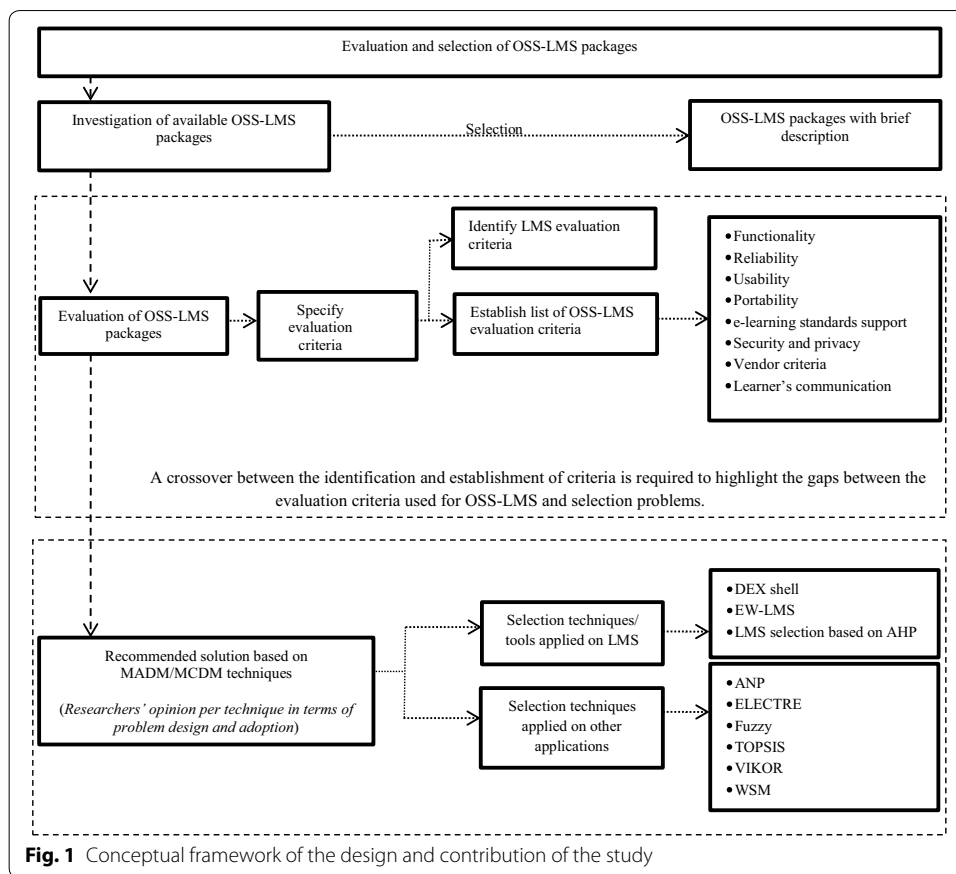 Evaluation and selection of OSS-LMS packages
Investigation of available OSS-LMS
packages
Selection
OSS-LMS packages with brief
description
Identify LMS evaluation
criteria
•Functionality
•Reliability
•Usability
•Portability
•e-learning standards support
•Security and privacy
•Vendor criteria
•Learner’s communication
Evaluation of OSS-LMS
packages
Specify
evaluation
criteria
Establish list of OSS-LMS
evaluation criteria
A crossover between the identification and establishment of criteria is required to highlight the gaps between the
evaluation criteria used for OSS-LMS and selection problems.
Recommended solution based on
MADM/MCDM techniques
(Researchers’ opinion per technique in terms of
problem design and adoption)
Selection techniques/
tools applied on LMS
•DEX shell
•EW-LMS
•LMS selection based on AHP
Selection techniques
applied on other
applications
•ANP
•ELECTRE
•Fuzzy
•TOPSIS
•VIKOR
•WSM
Fig. 1 Conceptual framework of the design and contribution of the study